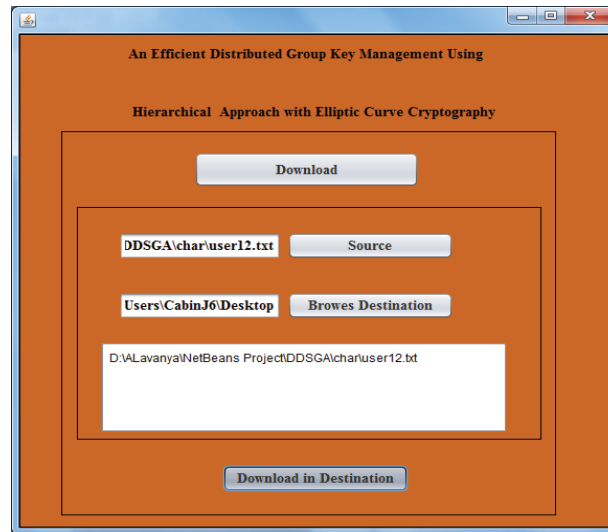 An Efficient Distributed Group Key Management Using
Hierarchical Approach with Elliptic Curve Cryptography
Download
DDSGA\char\user12.txt
Source
Users\CabinJ6\Desktop
Browes Destination
D:\ALavanya\NetBeans Project\DDSGA\char\user12.txt
Download in Destination